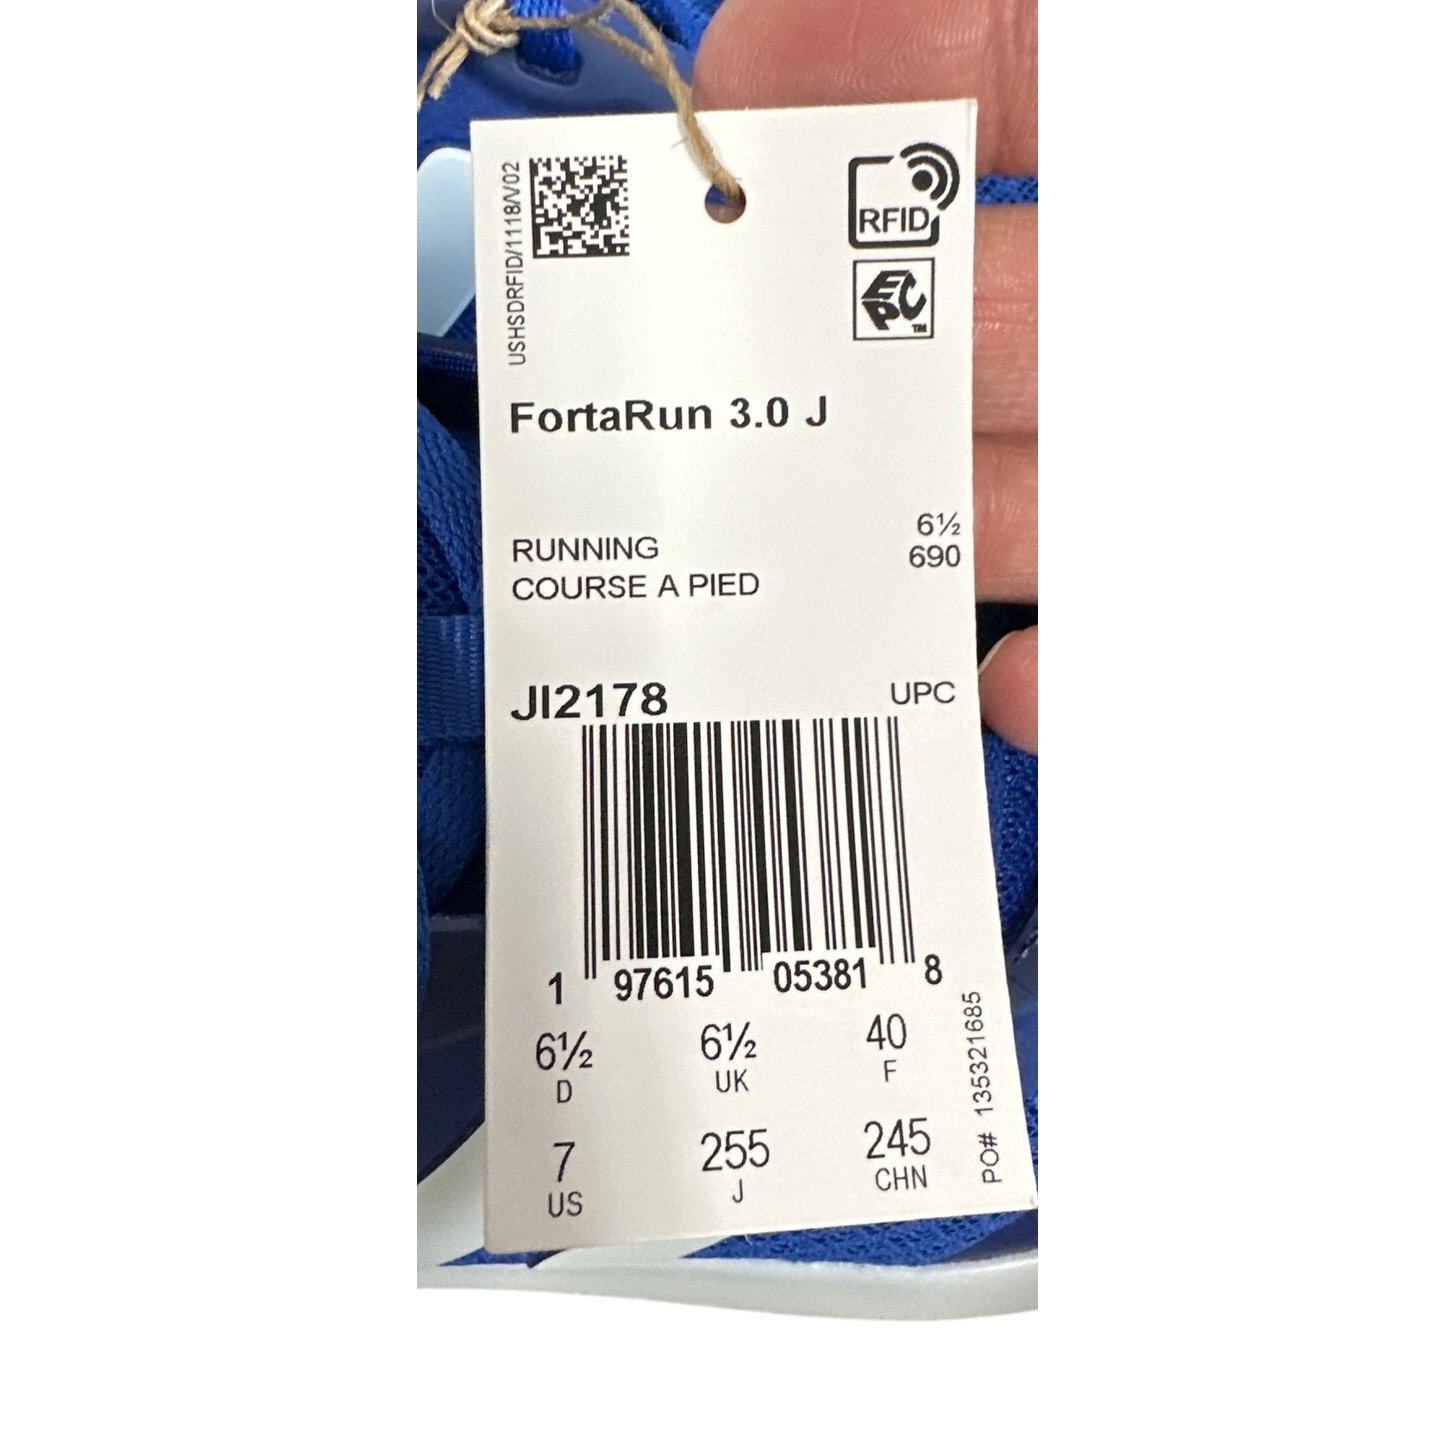 USHSDRFID/1118/V02
RFID
EPC™
FortaRun 3.0 J
6½
690
RUNNING
COURSE A PIED
JI2178
UPC
1 97615 05381 8
6½ 6½ 40
D UK F
7 255 245
US J CHN
PO# 135321685